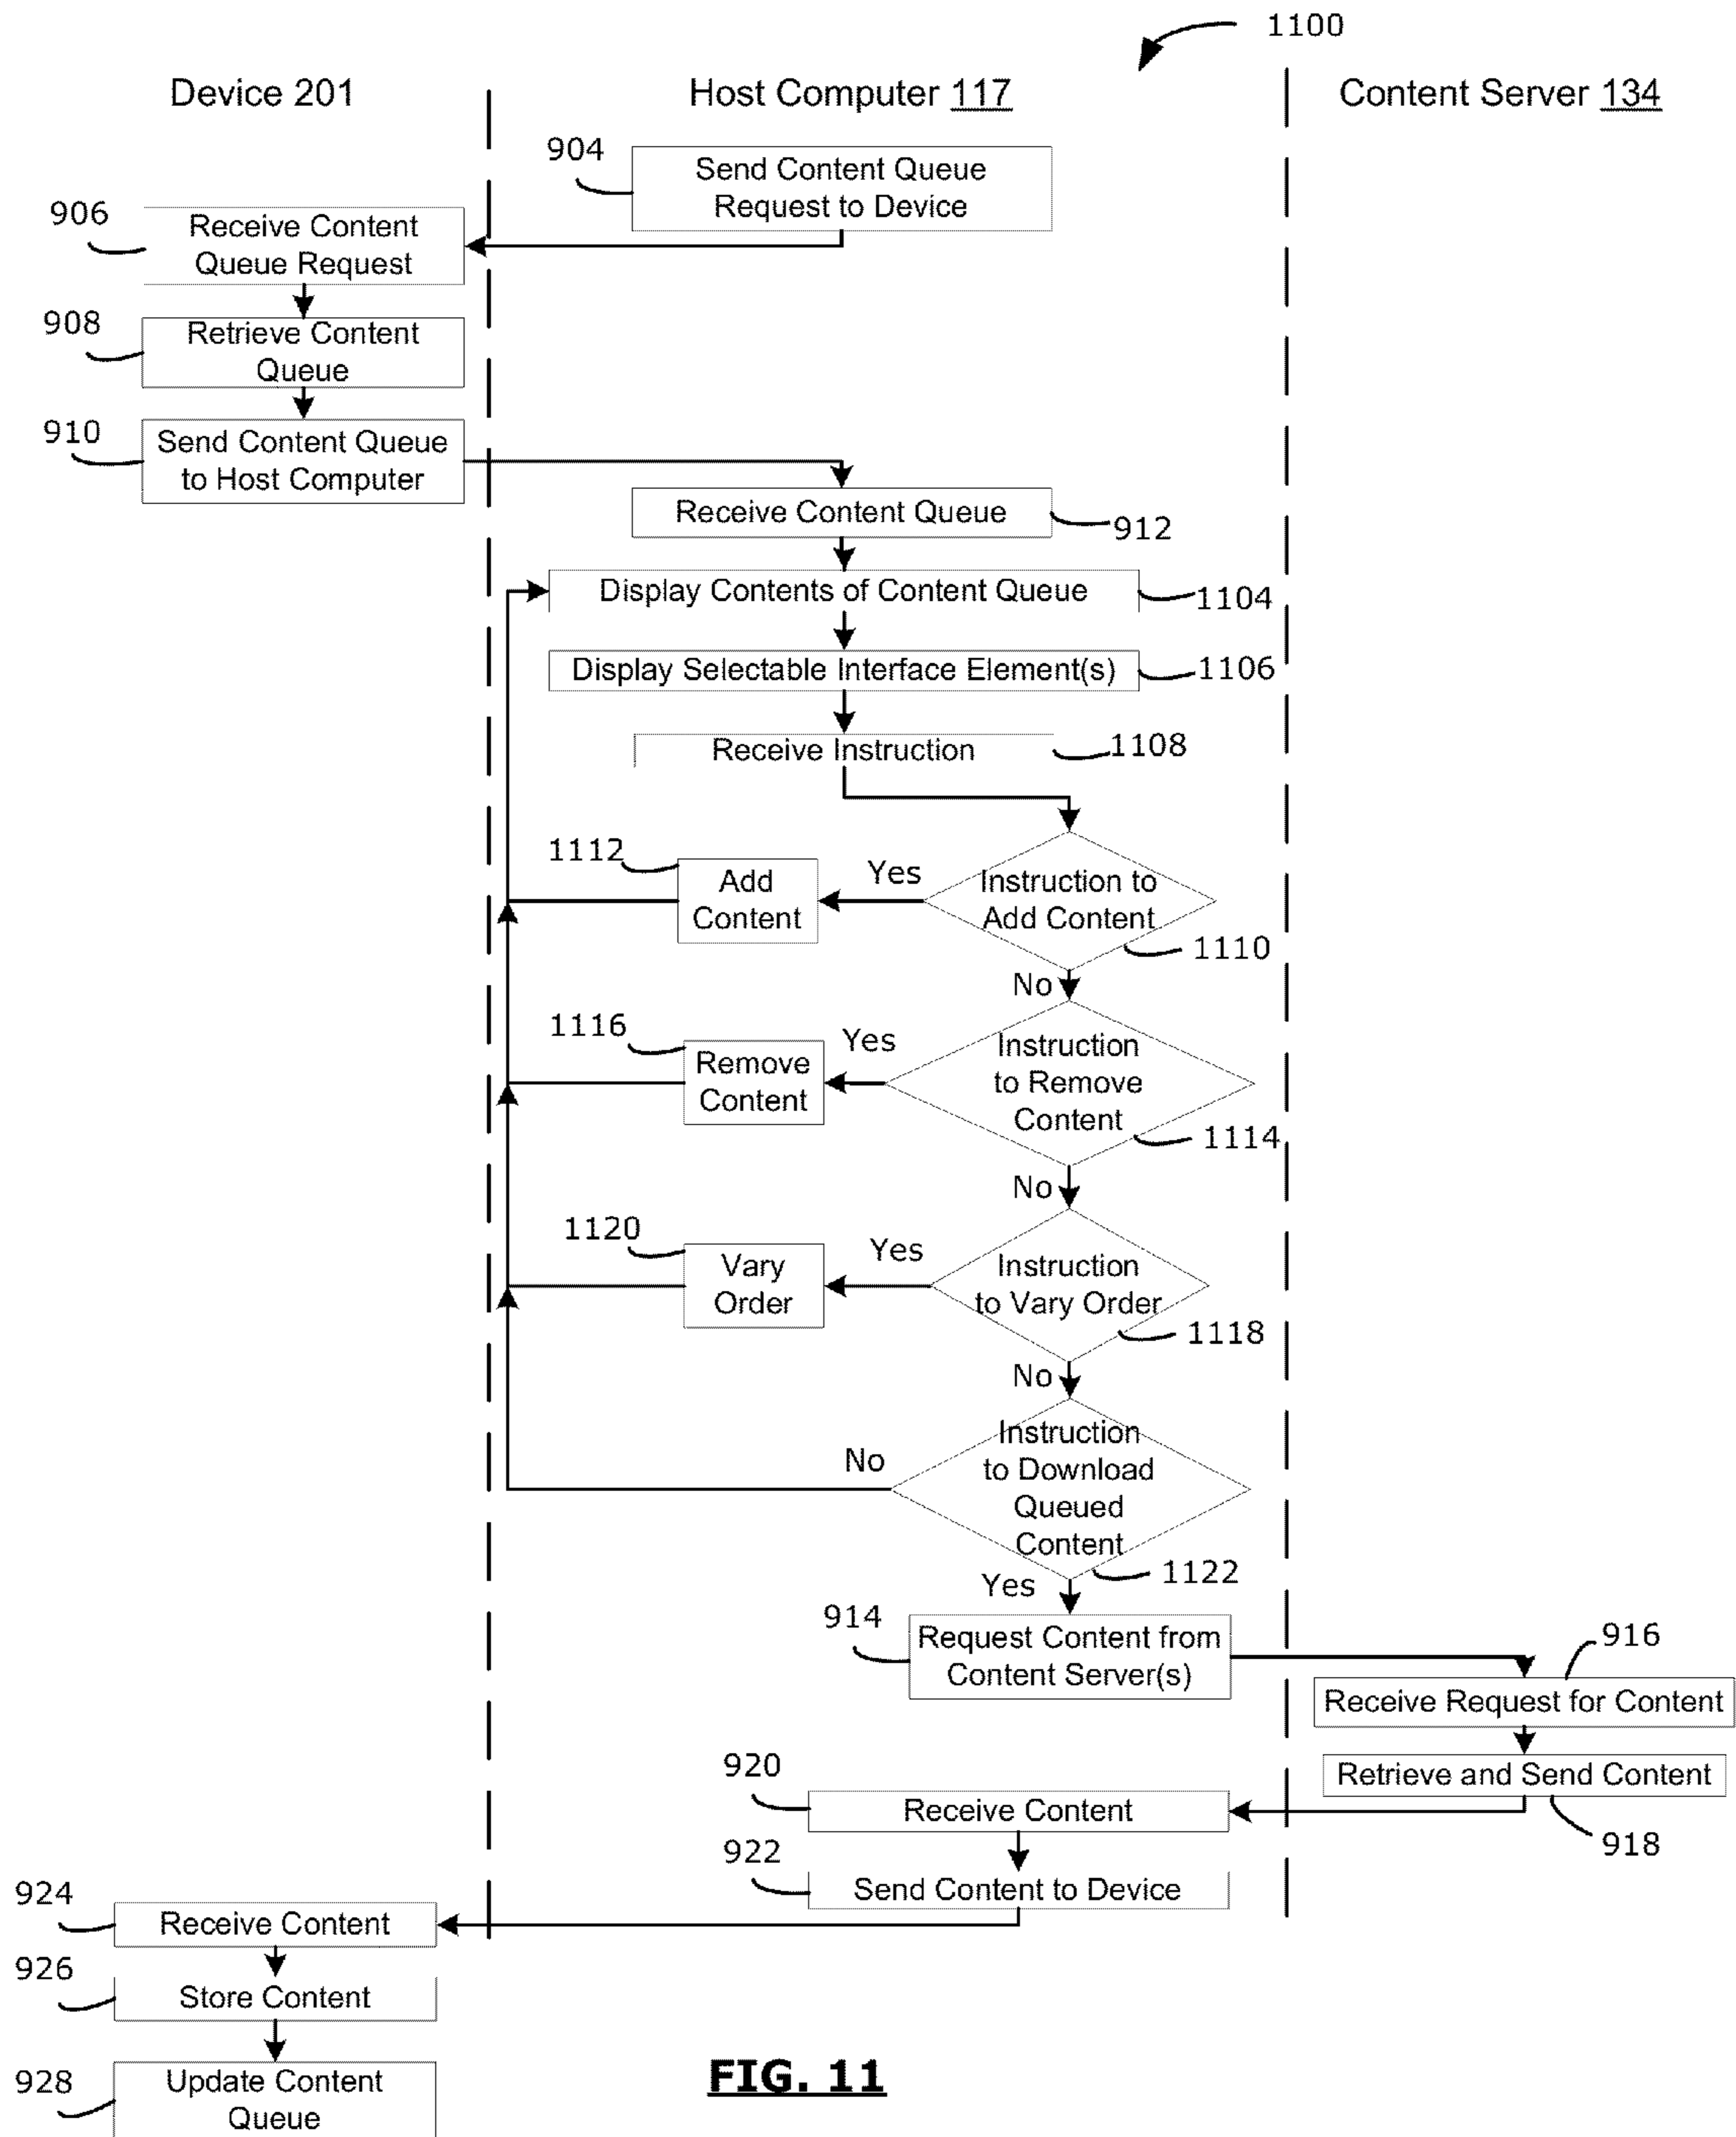 1100
Device 201
Host Computer 117
Content Server 134
904
Send Content Queue
Request to Device
906
Receive Content
Queue Request
908
Retrieve Content
Queue
910
Send Content Queue
to Host Computer
Receive Content Queue
912
Display Contents of Content Queue
1104
Display Selectable Interface Element(s)
1106
Receive Instruction
1108
1112
Add
Content
Yes
Instruction to
Add Content
1110
No
1116
Remove
Content
Yes
Instruction
to Remove
Content
1114
No
1120
Vary
Order
Yes
Instruction
to Vary Order
1118
No
No
Instruction
to Download
Queued
Content
1122
Yes
914
Request Content from
Content Server(s)
916
Receive Request for Content
Retrieve and Send Content
918
920
Receive Content
922
Send Content to Device
924
Receive Content
926
Store Content
928
Update Content
Queue
FIG. 11